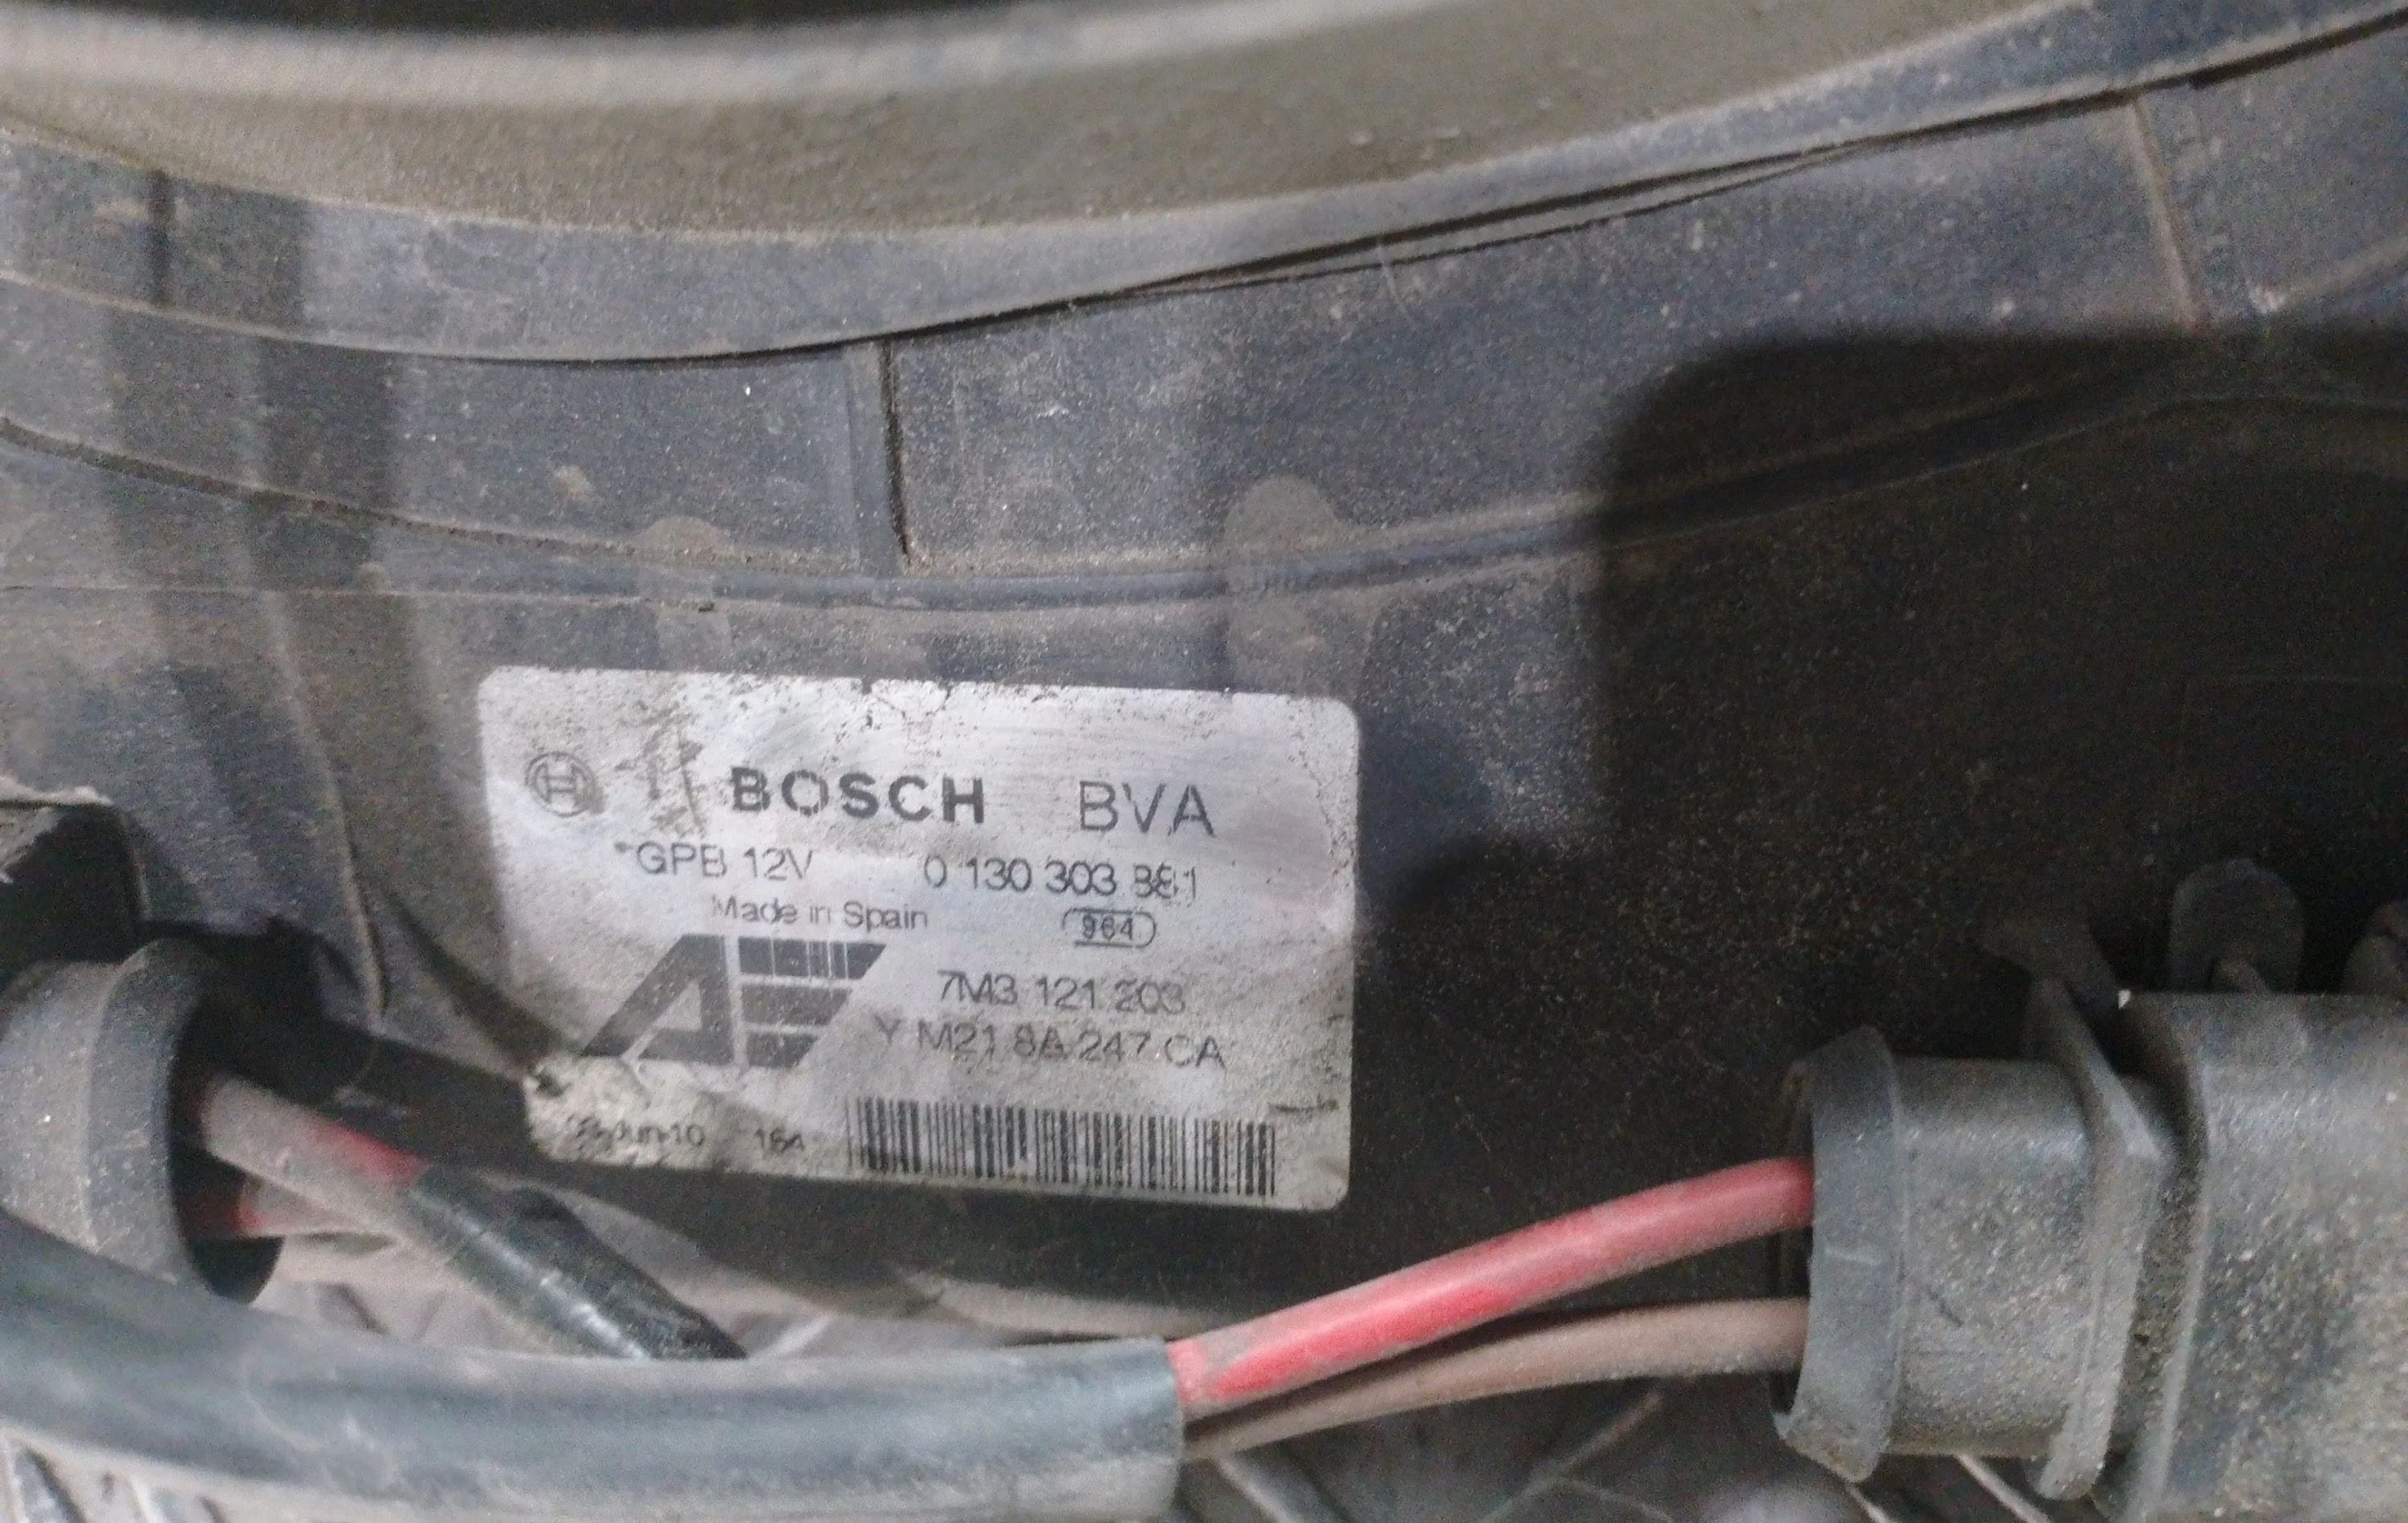 BOSCH BVA
GPB 12V 0 130 303 881
Made in Spain 964
7M3 121 203
YM21 8A 247 CA
164